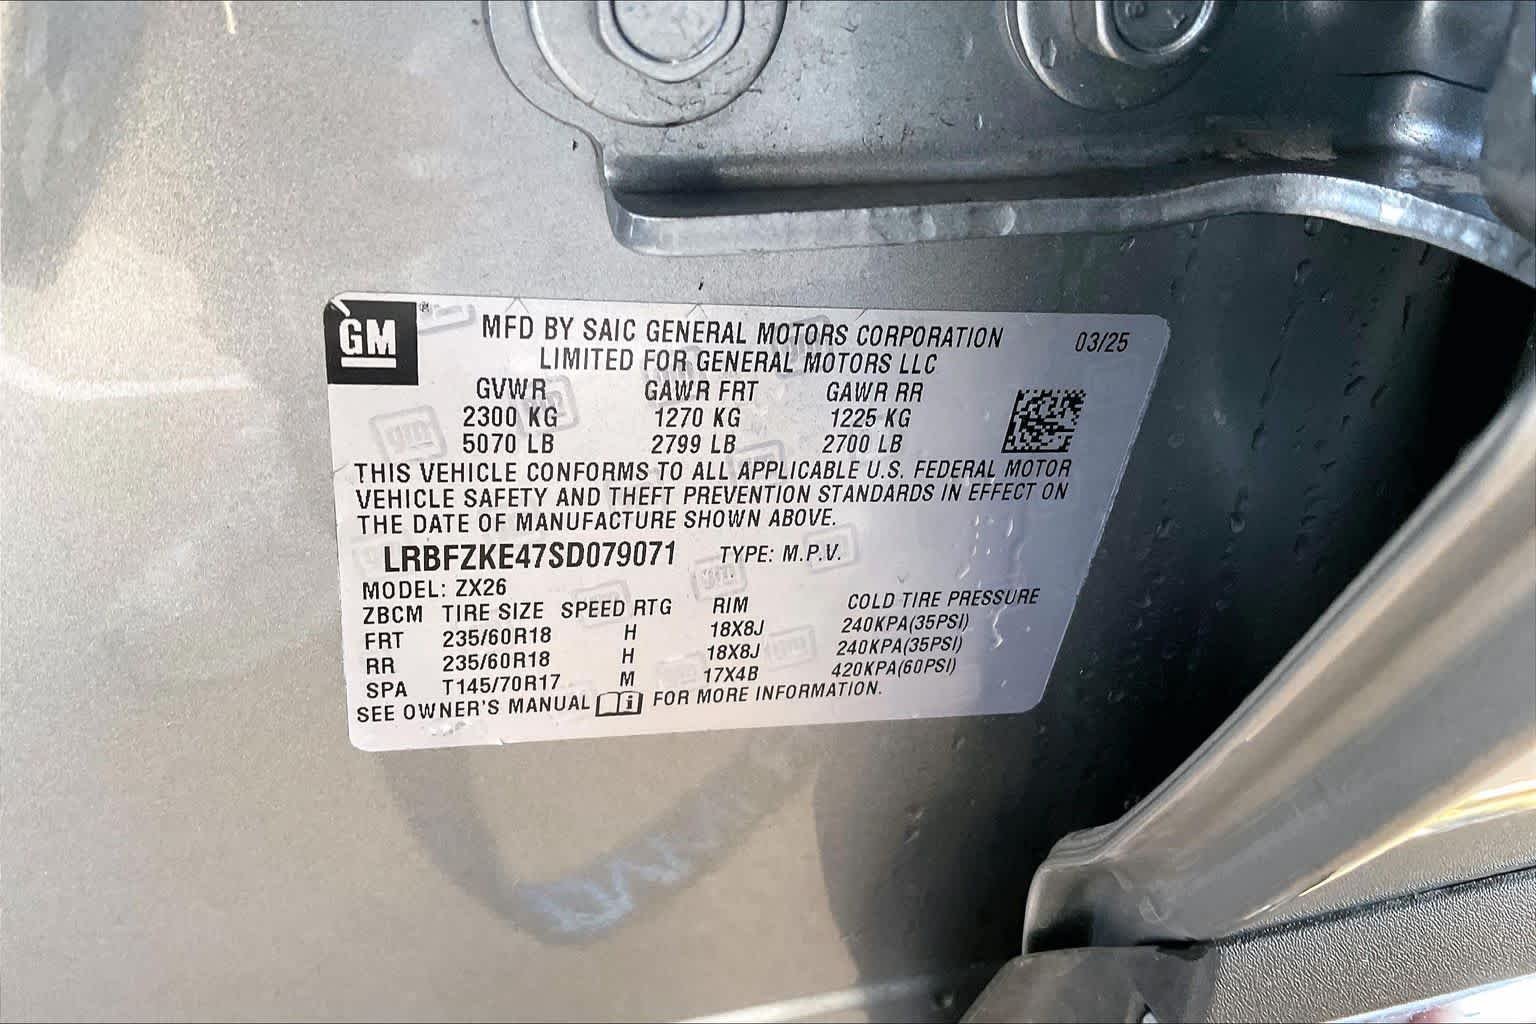 GM
MFD BY SAIC GENERAL MOTORS CORPORATION 03/25
LIMITED FOR GENERAL MOTORS LLC
GVWR GAWR FRT GAWR RR
2300 KG 1270 KG 1225 KG
5070 LB 2799 LB 2700 LB
THIS VEHICLE CONFORMS TO ALL APPLICABLE U.S. FEDERAL MOTOR
VEHICLE SAFETY AND THEFT PREVENTION STANDARDS IN EFFECT ON
THE DATE OF MANUFACTURE SHOWN ABOVE.
LRBFZKE47SD079071 TYPE: M.P.V.
MODEL: ZX26
ZBCM TIRE SIZE SPEED RTG RIM COLD TIRE PRESSURE
FRT 235/60R18 H 18X8J 240KPA(35PSI)
RR 235/60R18 H 18X8J 240KPA(35PSI)
SPA T145/70R17 M 17X4B 420KPA(60PSI)
SEE OWNER'S MANUAL FOR MORE INFORMATION.